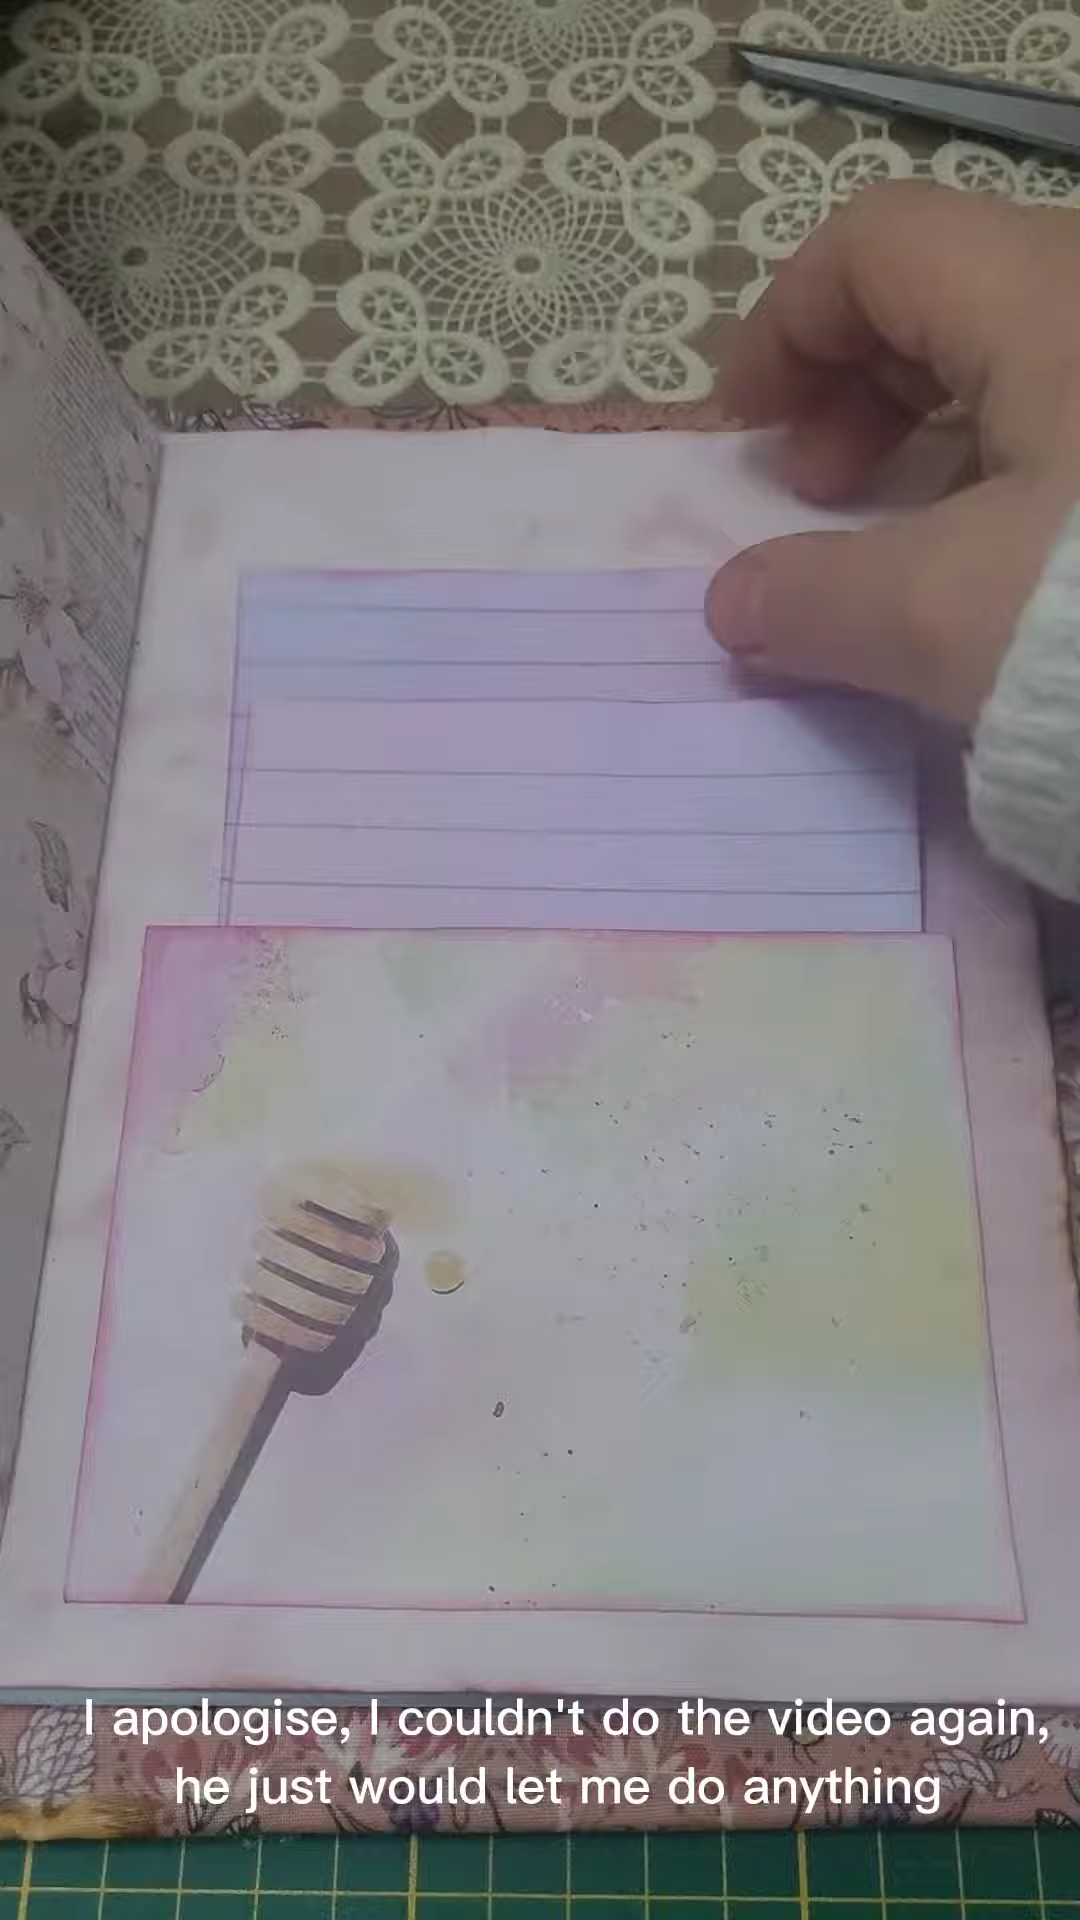 I apologise, I couldn't do the video again,
he just would let me do anything